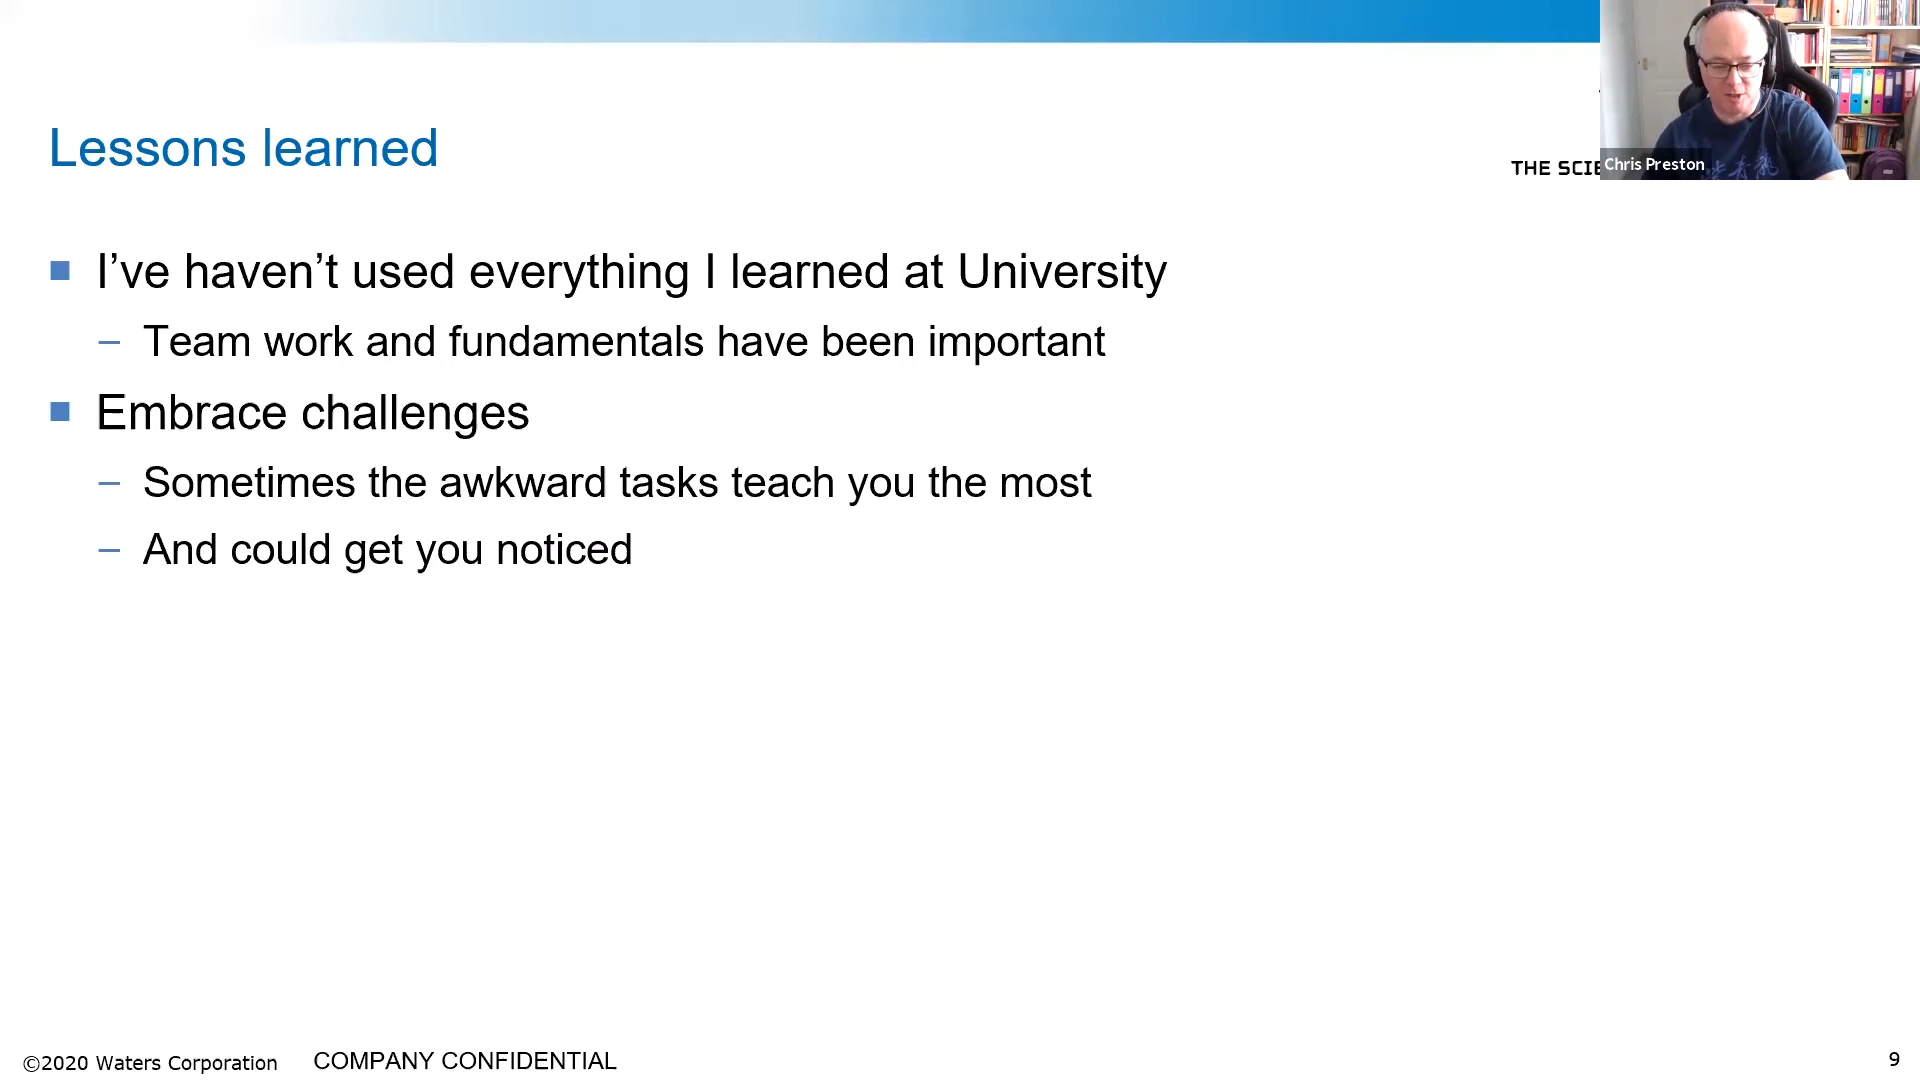 Lessons learned
THE SCIE
Chris Preston
I’ve haven’t used everything I learned at University
– Team work and fundamentals have been important
Embrace challenges
– Sometimes the awkward tasks teach you the most
– And could get you noticed
©2020 Waters Corporation COMPANY CONFIDENTIAL 9